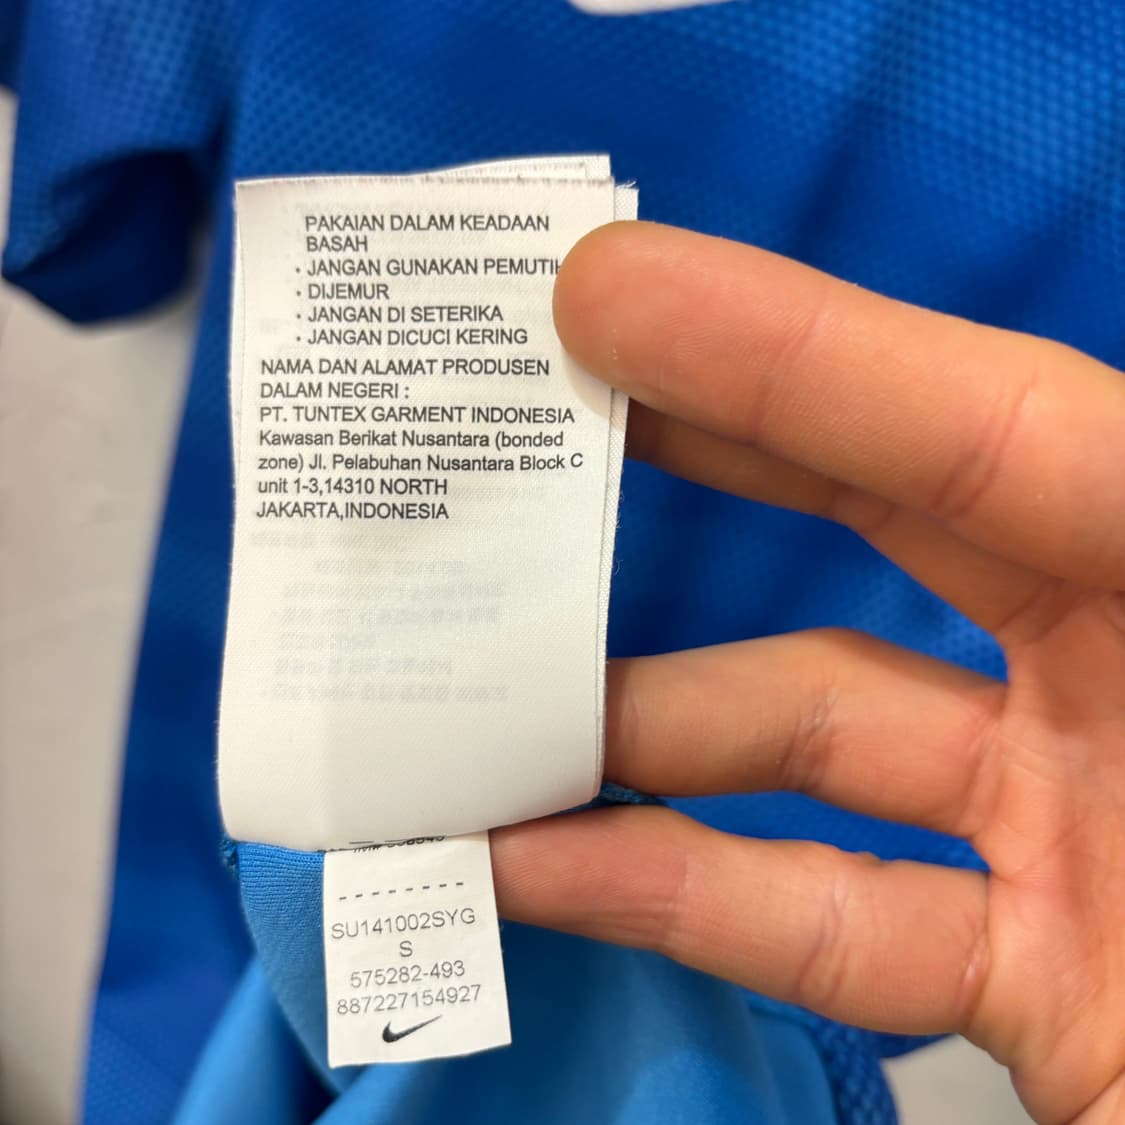 PAKAIAN DALAM KEADAAN
BASAH
• JANGAN GUNAKAN PEMUTIH
• DIJEMUR
• JANGAN DI SETERIKA
• JANGAN DICUCI KERING
NAMA DAN ALAMAT PRODUSEN
DALAM NEGERI :
PT. TUNTEX GARMENT INDONESIA
Kawasan Berikat Nusantara (bonded
zone) Jl. Pelabuhan Nusantara Block C
unit 1-3,14310 NORTH
JAKARTA,INDONESIA
--------
SU141002SYG
S
575282-493
887227154927